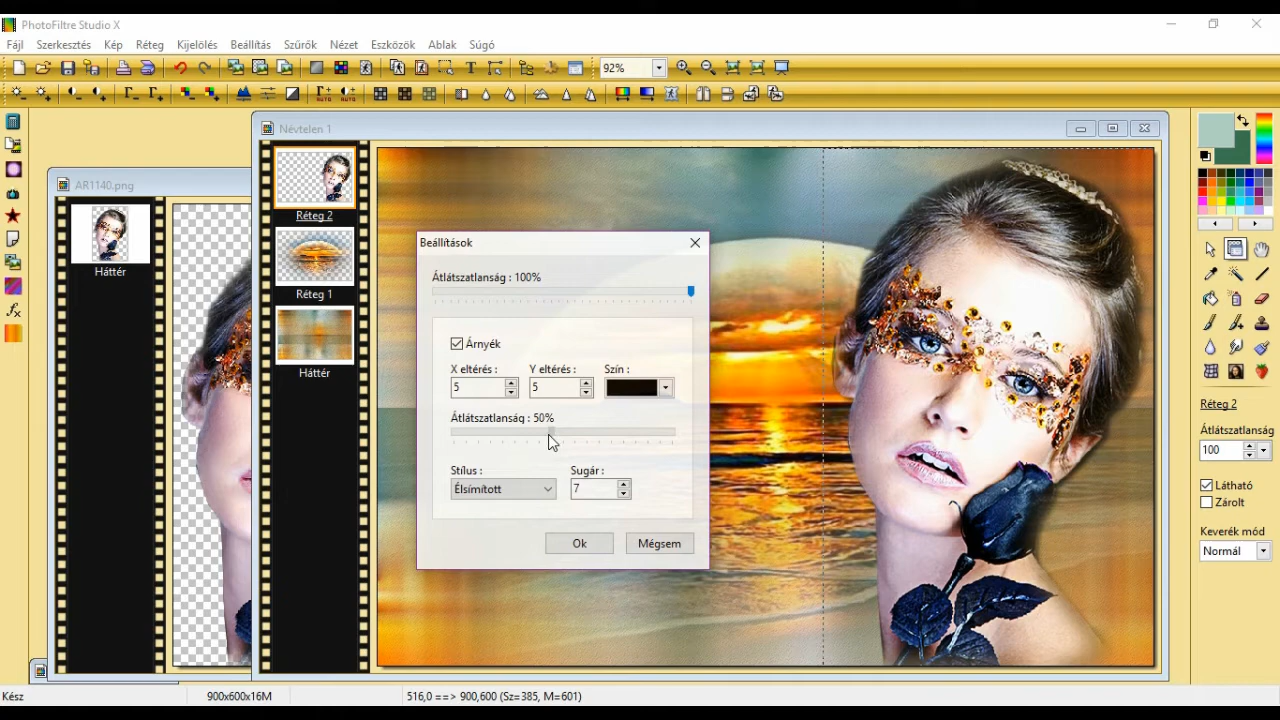 PhotoFiltre Studio X
Fájl Szerkesztés Kép Réteg Kijelölés Beállítás Szűrők Nézet Eszközök Ablak Súgó
92%
Névtelen 1
AR1140.png
Háttér
Réteg 2
Réteg 1
Háttér
Beállítások
Átlátszatlanság : 100%
Árnyék
X eltérés : Y eltérés : Szín :
5 5
Átlátszatlanság : 50%
Stílus : Sugár :
Élsímított 7
Ok Mégsem
Réteg 2
Átlátszatlanság
100
Látható
Zárolt
Keverék mód
Normál
Kész 900x600x16M 516,0 ==> 900,600 (Sz=385, M=601)